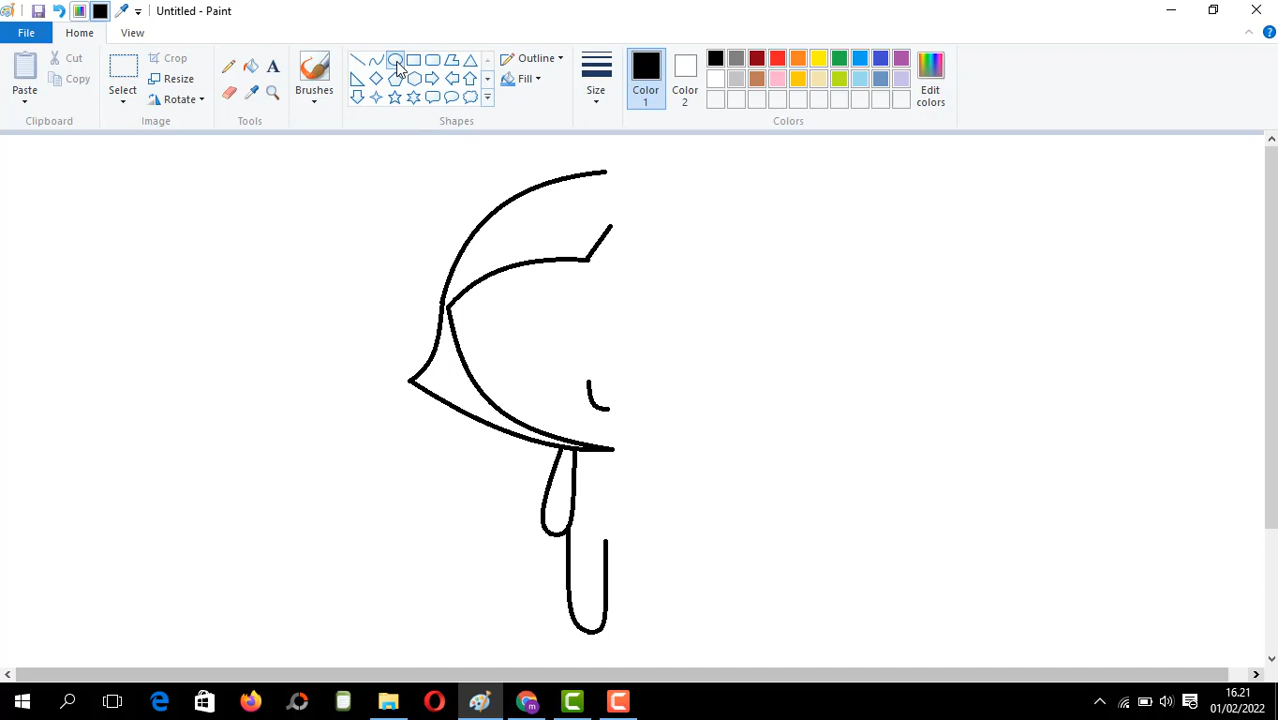 Untitled - Paint
File Home View
Paste
Cut
Copy
Clipboard
Select
Crop
Resize
Rotate
Image
A
Tools
Brushes
Outline
Fill
Shapes
Size
Color 1
Color 2
Edit colors
Colors
16.21
01/02/2022